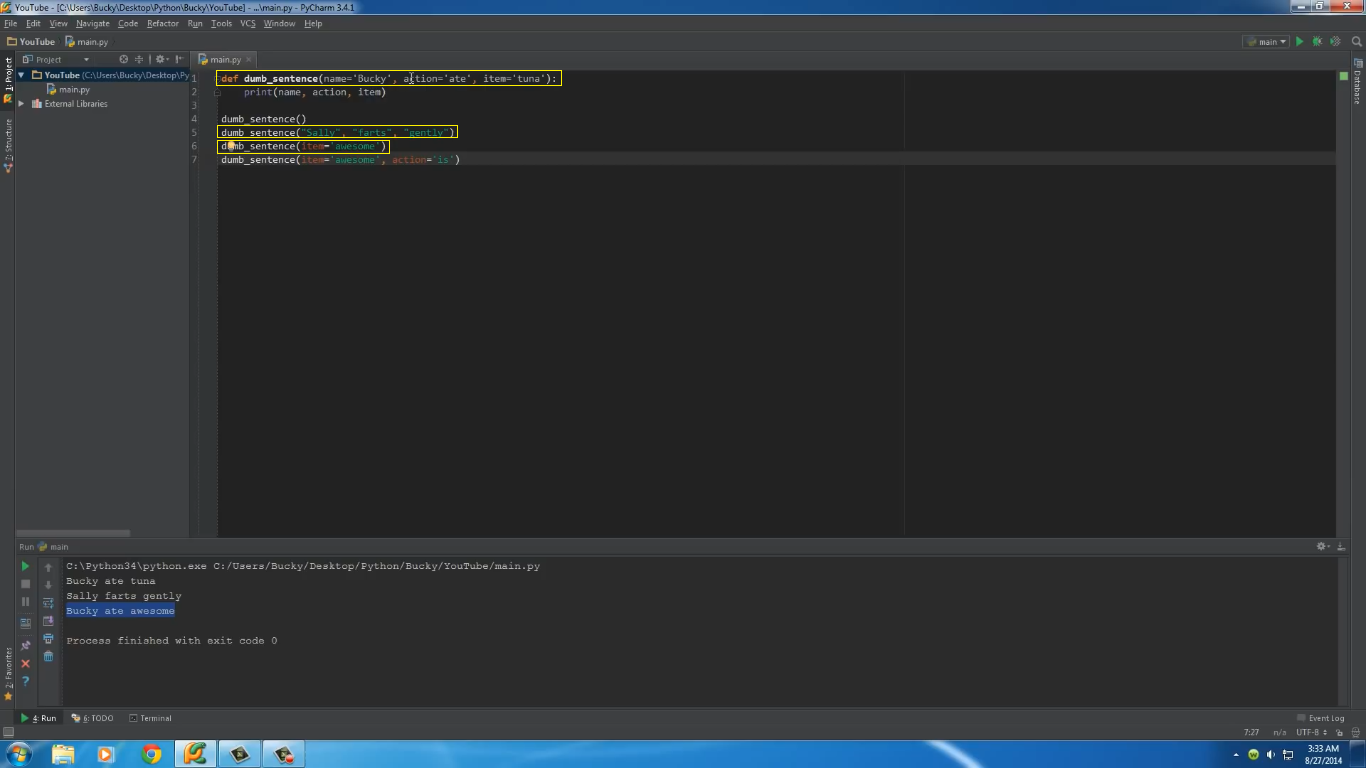 YouTube - [C:\Users\Bucky\Desktop\Python\Bucky\YouTube] - ...\main.py - PyCharm 3.4.1
File Edit View Navigate Code Refactor Run Tools VCS Window Help
YouTube main.py main
Project main.py
1: Project
7: Structure
2: Favorites
Database
YouTube (C:\Users\Bucky\Desktop\Py
main.py
External Libraries
1 def dumb_sentence(name='Bucky', action='ate', item='tuna'):
2 print(name, action, item)
3
4 dumb_sentence()
5 dumb_sentence("Sally", "farts", "gently")
6 dumb_sentence(item='awesome')
7 dumb_sentence(item='awesome', action='is')
Run main
C:\Python34\python.exe C:/Users/Bucky/Desktop/Python/Bucky/YouTube/main.py
Bucky ate tuna
Sally farts gently
Bucky ate awesome
Process finished with exit code 0
4: Run 6: TODO Terminal Event Log
7:27 n/a UTF-8
3:33 AM
8/27/2014